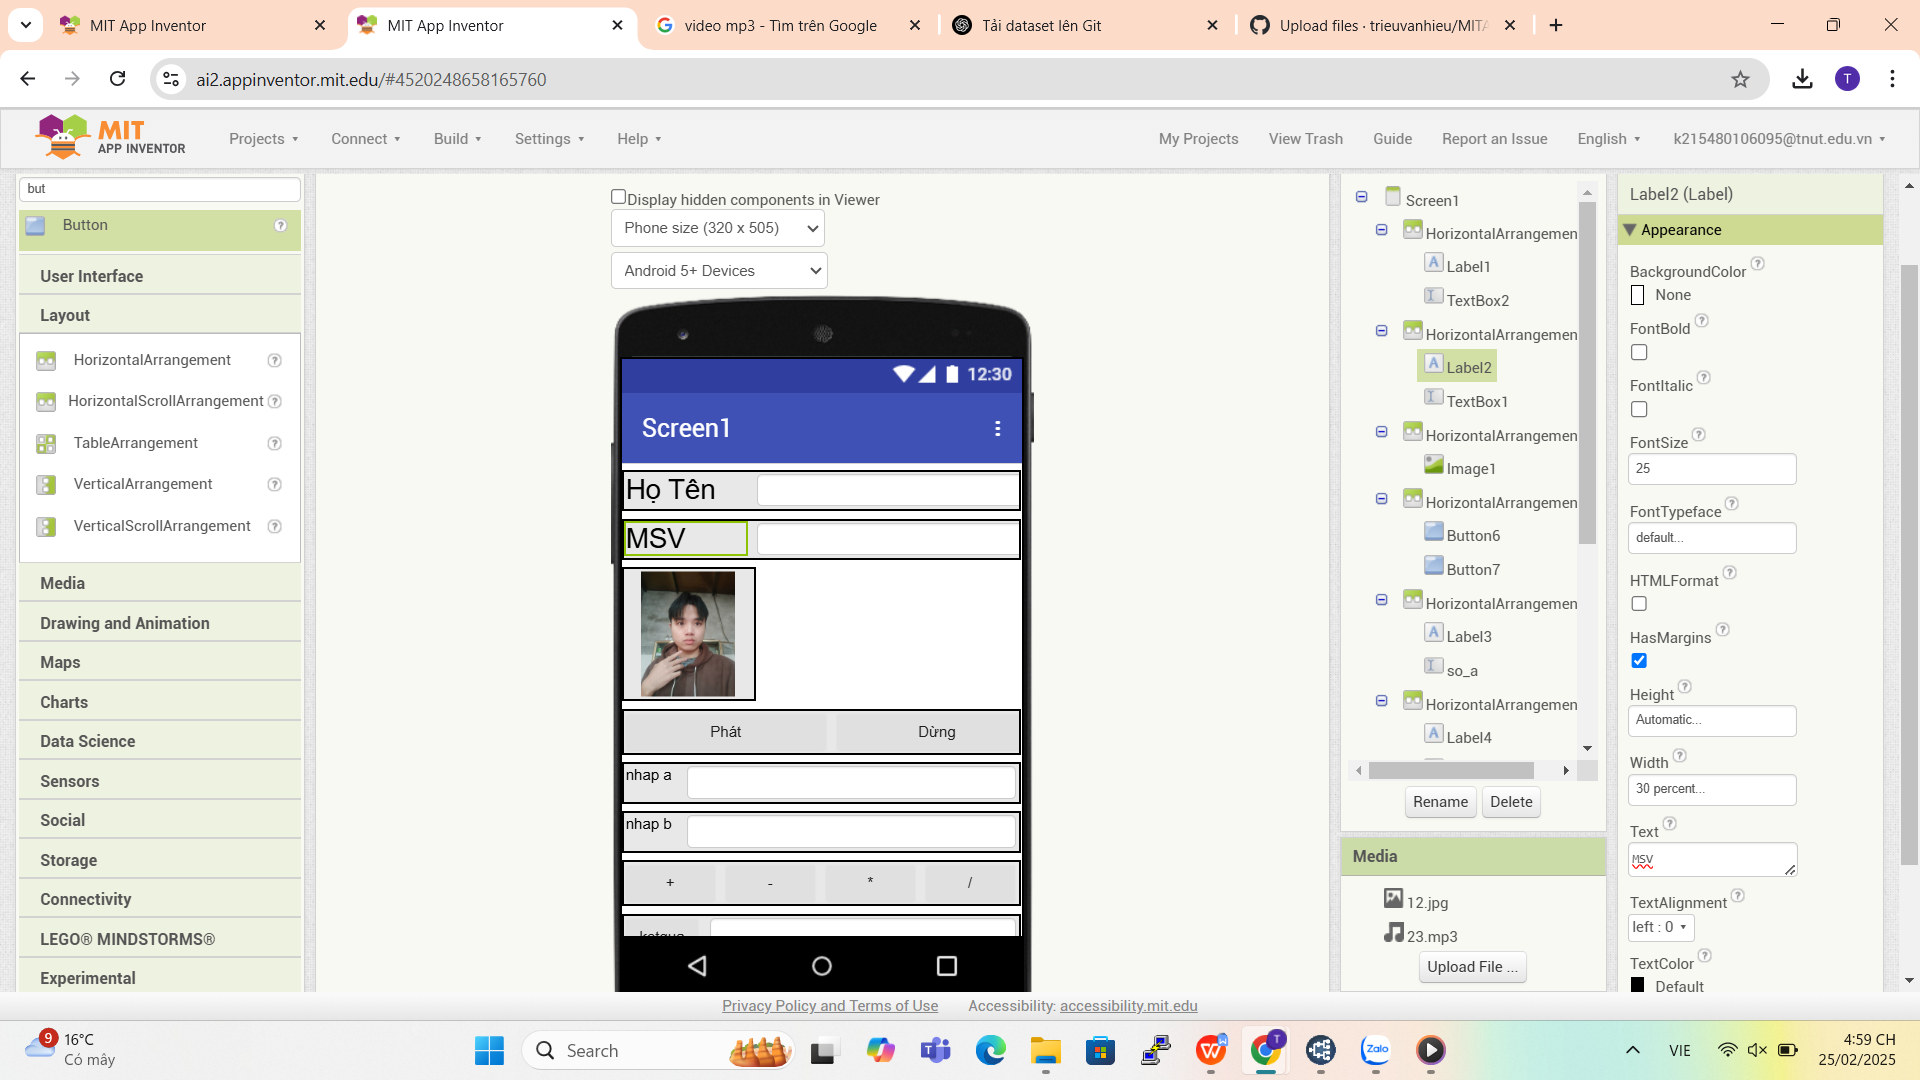 MIT App Inventor
MIT App Inventor
video mp3 - Tìm trên Google
Tải dataset lên Git
Upload files · trieuvanhieu/MITA
ai2.appinventor.mit.edu/#4520248658165760
T
MIT
APP INVENTOR
Projects
Connect
Build
Settings
Help
My Projects
View Trash
Guide
Report an Issue
English
k215480106095@tnut.edu.vn
but
Button
User Interface
Layout
HorizontalArrangement
HorizontalScrollArrangement
TableArrangement
VerticalArrangement
VerticalScrollArrangement
Media
Drawing and Animation
Maps
Charts
Data Science
Sensors
Social
Storage
Connectivity
LEGO® MINDSTORMS®
Experimental
Display hidden components in Viewer
Phone size (320 x 505)
Android 5+ Devices
12:30
Screen1
Họ Tên
MSV
Phát
Dừng
nhap a
nhap b
+
-
*
/
ketqua
Screen1
HorizontalArrangemen
Label1
TextBox2
HorizontalArrangemen
Label2
TextBox1
HorizontalArrangemen
Image1
HorizontalArrangemen
Button6
Button7
HorizontalArrangemen
Label3
so_a
HorizontalArrangemen
Label4
Rename
Delete
Media
12.jpg
23.mp3
Upload File ...
Label2 (Label)
Appearance
BackgroundColor
None
FontBold
FontItalic
FontSize
25
FontTypeface
default...
HTMLFormat
HasMargins
Height
Automatic...
Width
30 percent...
Text
MSV
TextAlignment
left : 0
TextColor
Default
Privacy Policy and Terms of Use
Accessibility: accessibility.mit.edu
9
16°C
Có mây
Search
Zalo
T
VIE
4:59 CH
25/02/2025